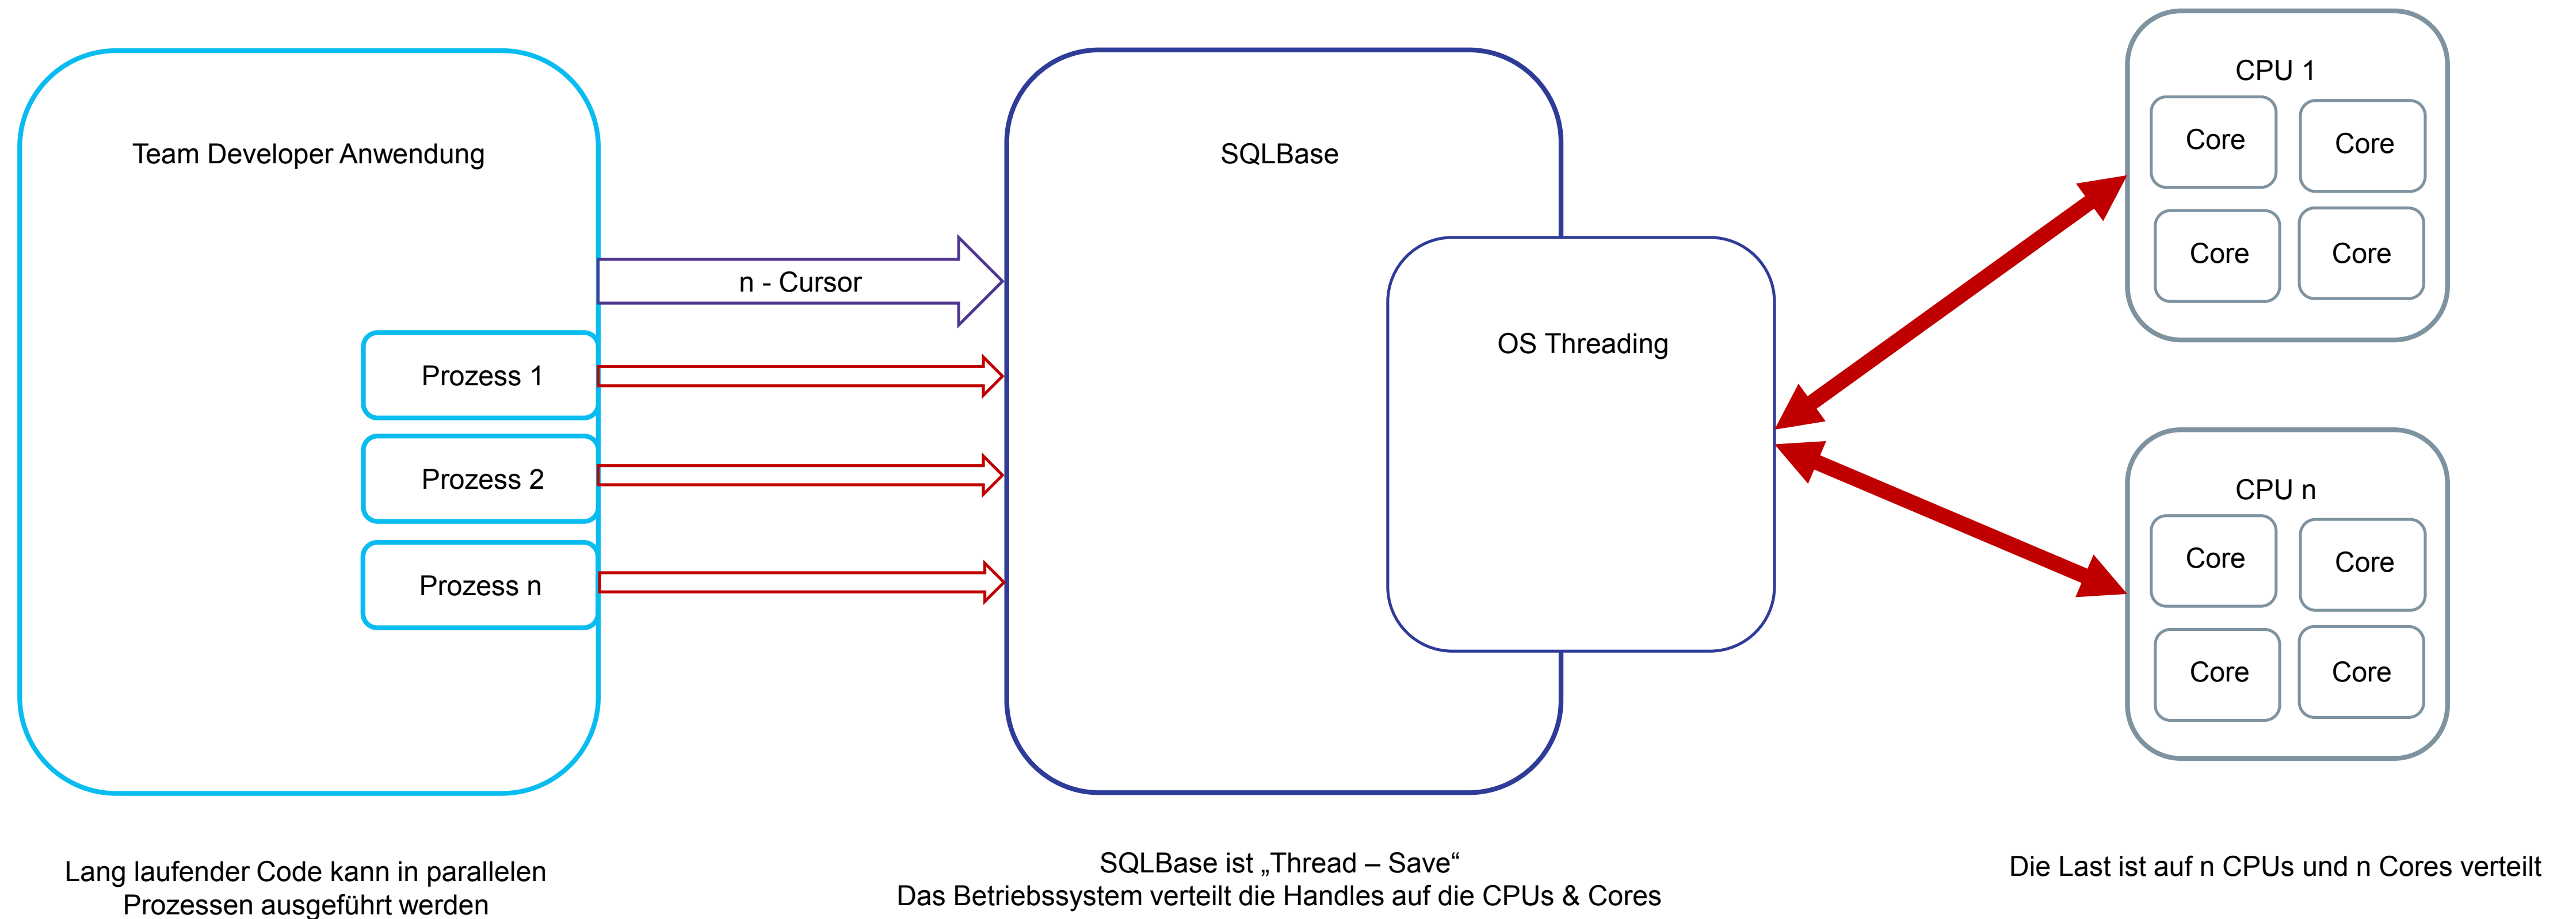 Team Developer Anwendung
n - Cursor
Prozess 1
Prozess 2
Prozess n
Lang laufender Code kann in parallelen
Prozessen ausgeführt werden
SQLBase
OS Threading
SQLBase ist „Thread – Save“
Das Betriebssystem verteilt die Handles auf die CPUs & Cores
CPU 1
Core
Core
Core
Core
CPU n
Core
Core
Core
Core
Die Last ist auf n CPUs und n Cores verteilt